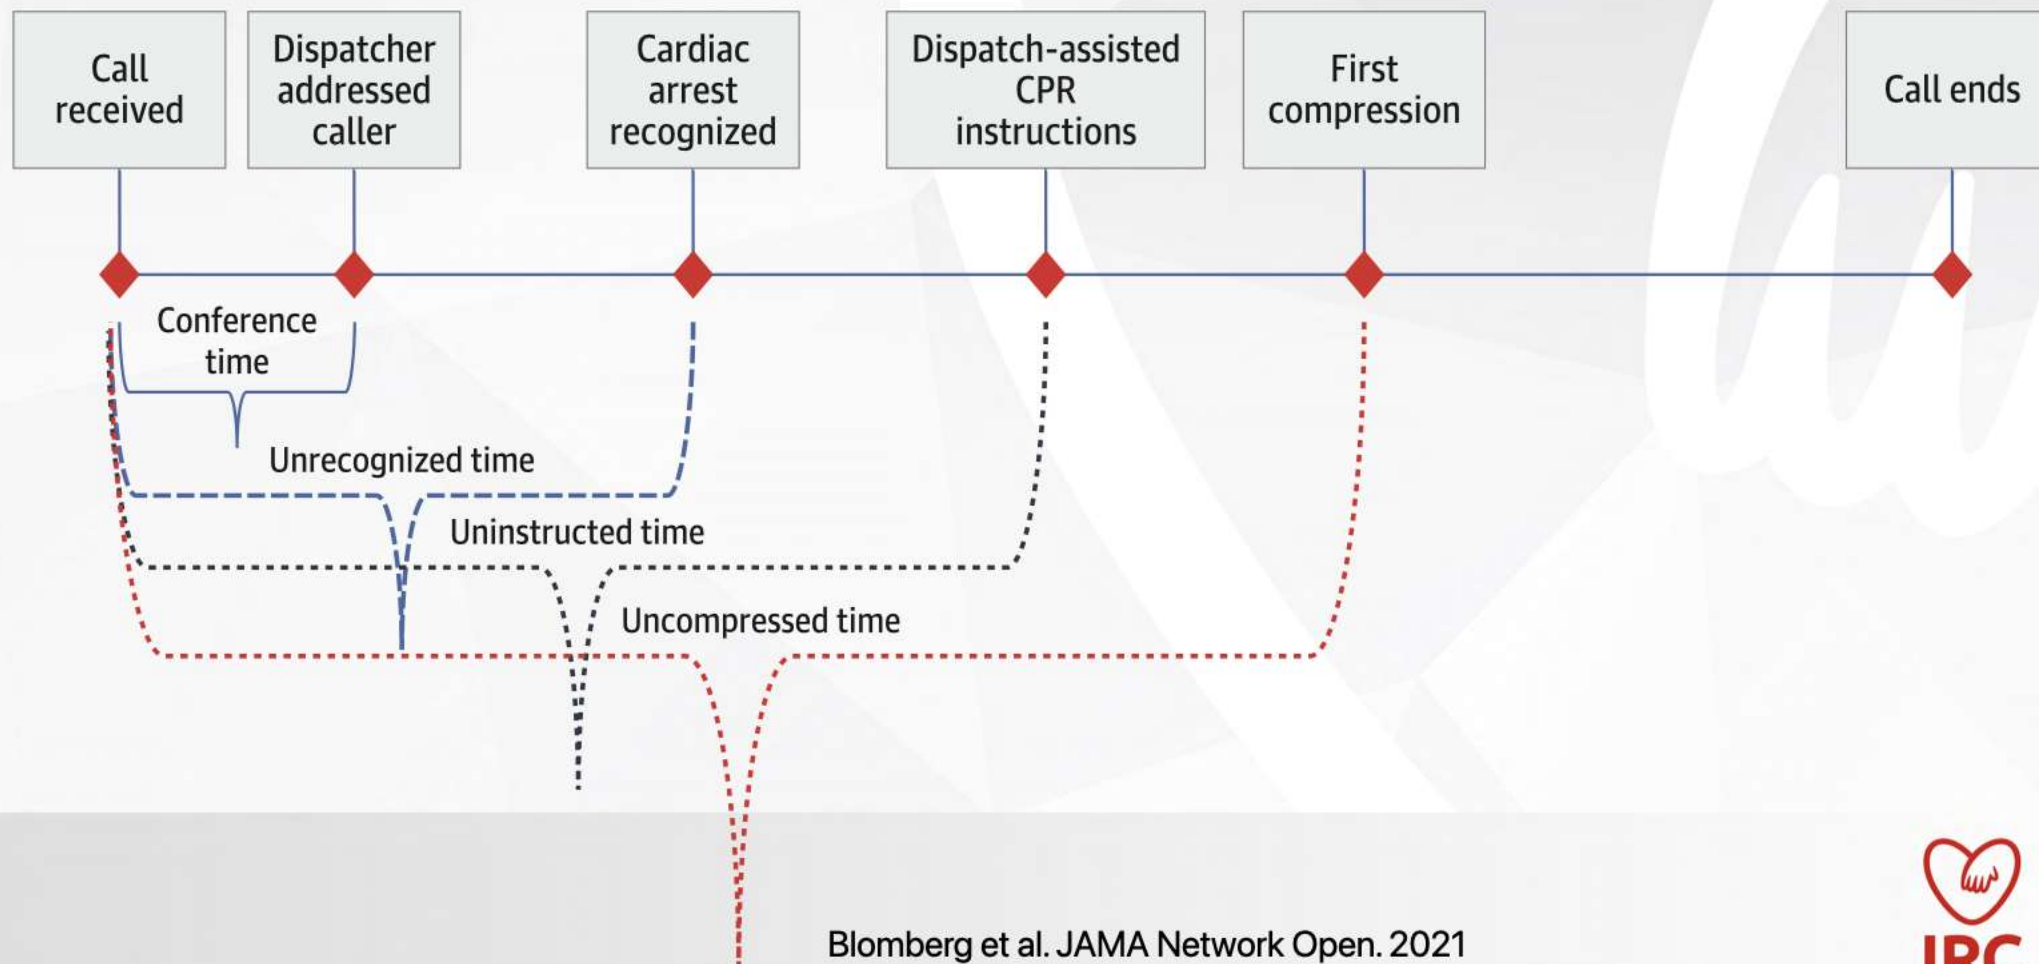 Call
received
Dispatcher
addressed
caller
Cardiac
arrest
recognized
Dispatch-assisted
CPR
instructions
First
compression
Call ends
Conference
time
Unrecognized time
Uninstructed time
Uncompressed time
Blomberg et al. JAMA Network Open. 2021
IRC